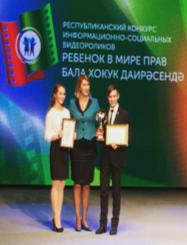 РЕСПУБЛИКАНСКИЙ КОНКУРС
ИНФОРМАЦИОННО-СОЦИАЛЬНЫХ
ВИДЕОРОЛИКОВ
РЕБЕНОК В МИРЕ ПРАВ
БАЛА ХОКУК ДАИРӘСЕНДӘ